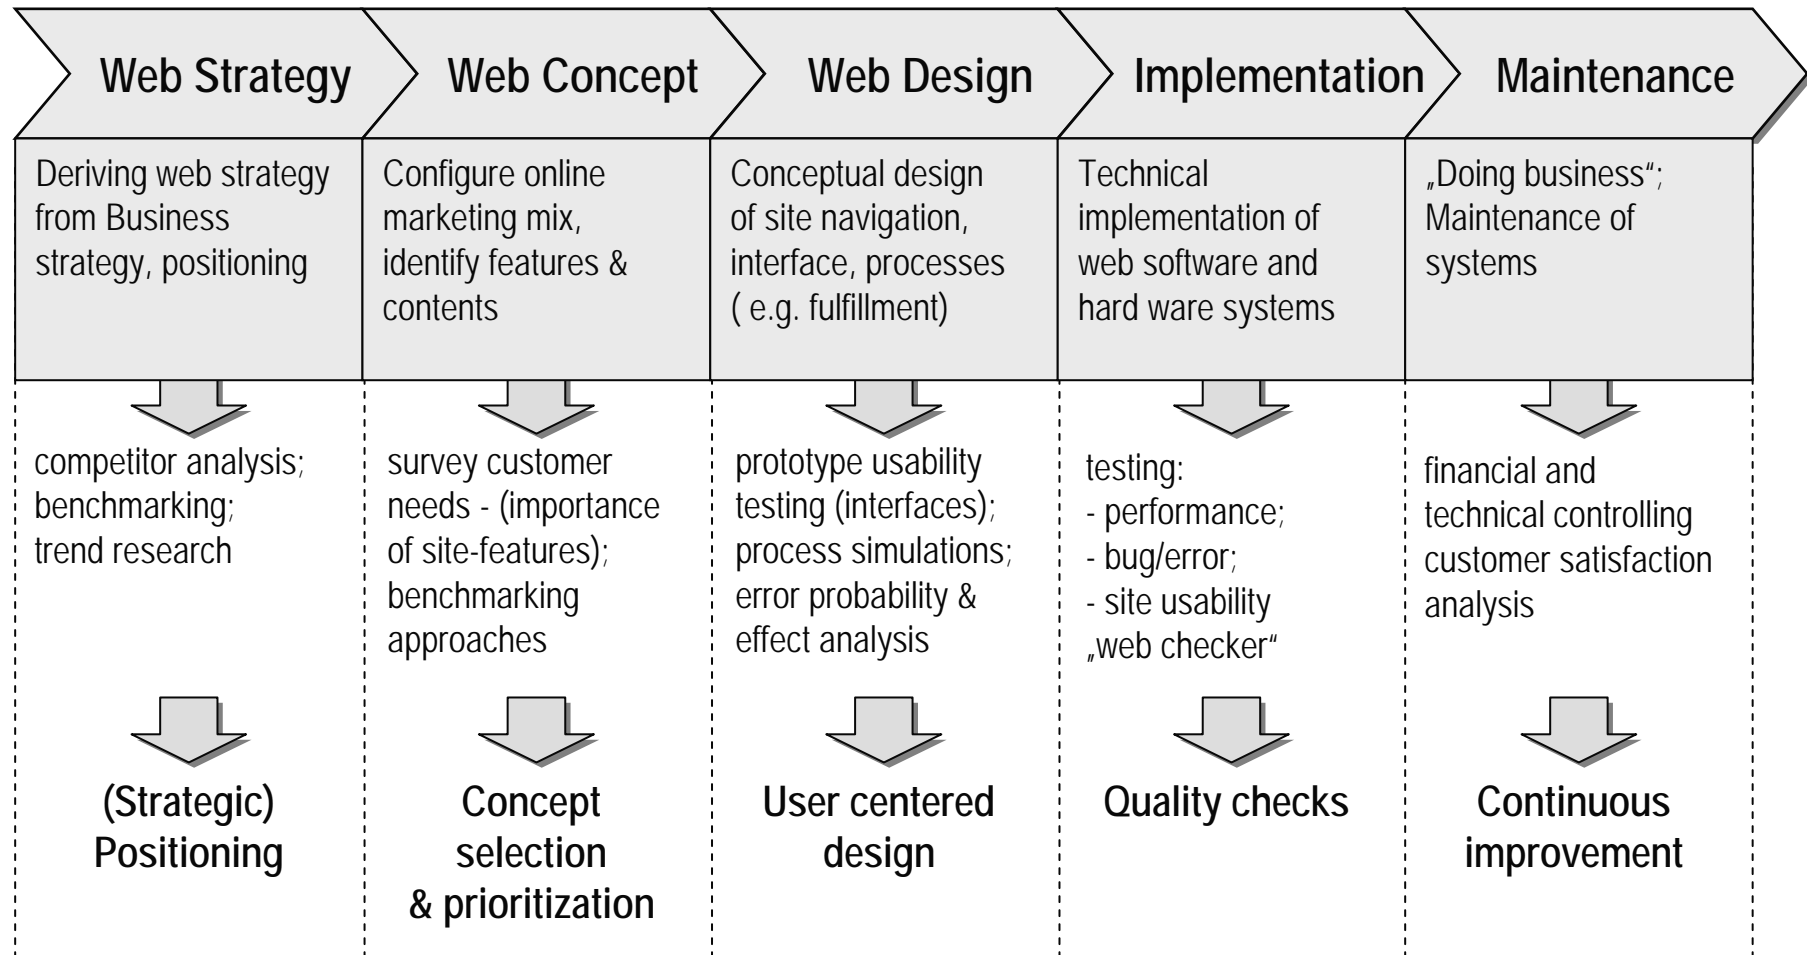 Web Strategy
Web Concept
Web Design
Implementation
Maintenance
Deriving web strategy
from Business
strategy, positioning
Configure online
marketing mix,
identify features &
contents
Conceptual design
of site navigation,
interface, processes
( e.g. fulfillment)
Technical
implementation of
web software and
hard ware systems
„Doing business“;
Maintenance of
systems
competitor analysis;
benchmarking;
trend research
survey customer
needs - (importance
of site-features);
benchmarking
approaches
prototype usability
testing (interfaces);
process simulations;
error probability &
effect analysis
testing:
- performance;
- bug/error;
- site usability
„web checker“
financial and
technical controlling
customer satisfaction
analysis
(Strategic)
Positioning
Concept
selection
& prioritization
User centered
design
Quality checks
Continuous
improvement